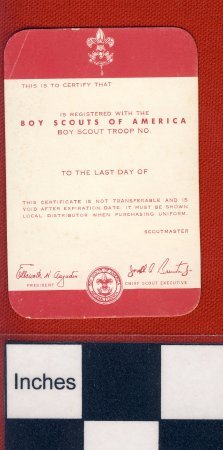 THIS IS TO CERTIFY THAT
IS REGISTERED WITH THE
BOY SCOUTS OF AMERICA
BOY SCOUT TROOP NO.
TO THE LAST DAY OF
THIS CERTIFICATE IS NOT TRANSFERABLE AND IS
VOID AFTER EXPIRATION DATE. IT MUST BE SHOWN
LOCAL DISTRIBUTOR WHEN PURCHASING UNIFORM.
SCOUTMASTER
Ellsworth H. Augustus
PRESIDENT
CHIEF SCOUT EXECUTIVE
Inches